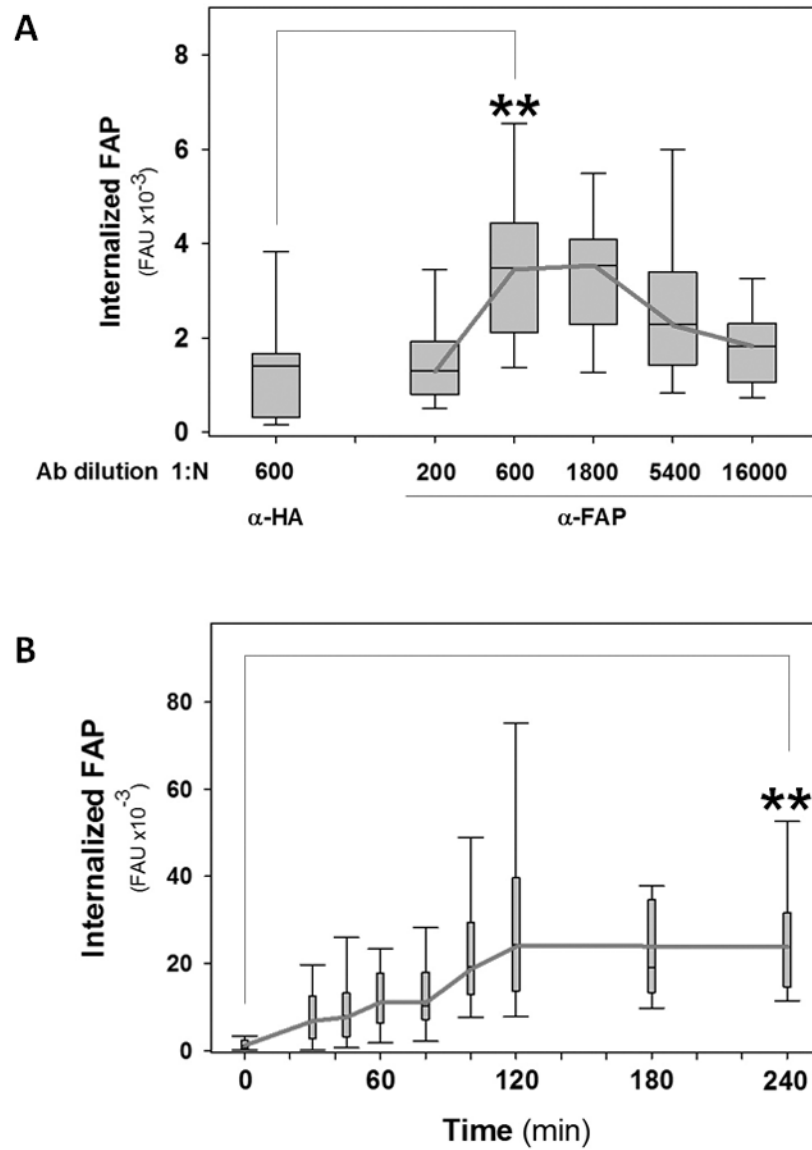 A
Internalized FAP
(FAU x10-3)
8
6
4
2
0
**
Ab dilution 1:N 600 200 600 1800 5400 16000
α-HA α-FAP
B
Internalized FAP
(FAU x10-3)
80
60
40
20
0
**
0 60 120 180 240
Time (min)